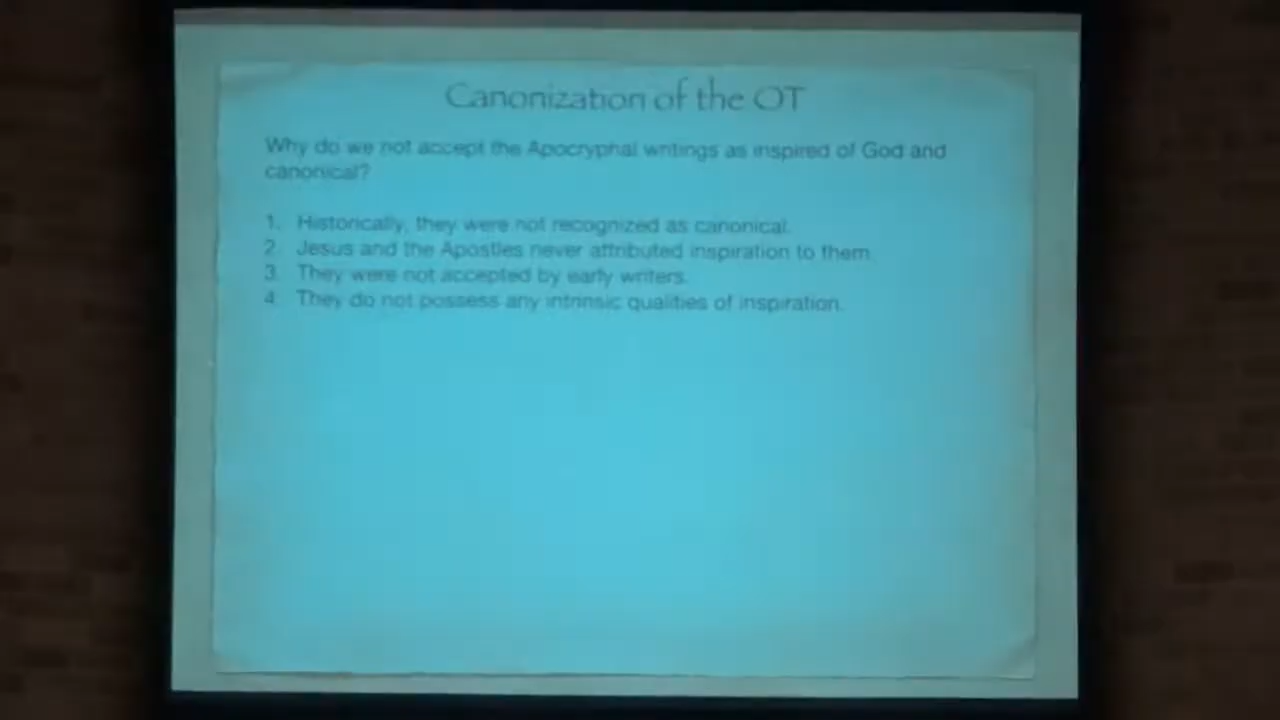 Canonization of the OT
Why do we not accept the Apocryphal writings as inspired of God and
canonical?
1. Historically, they were not recognized as canonical.
2. Jesus and the Apostles never attributed inspiration to them.
3. They were not accepted by early writers.
4. They do not possess any intrinsic qualities of inspiration.